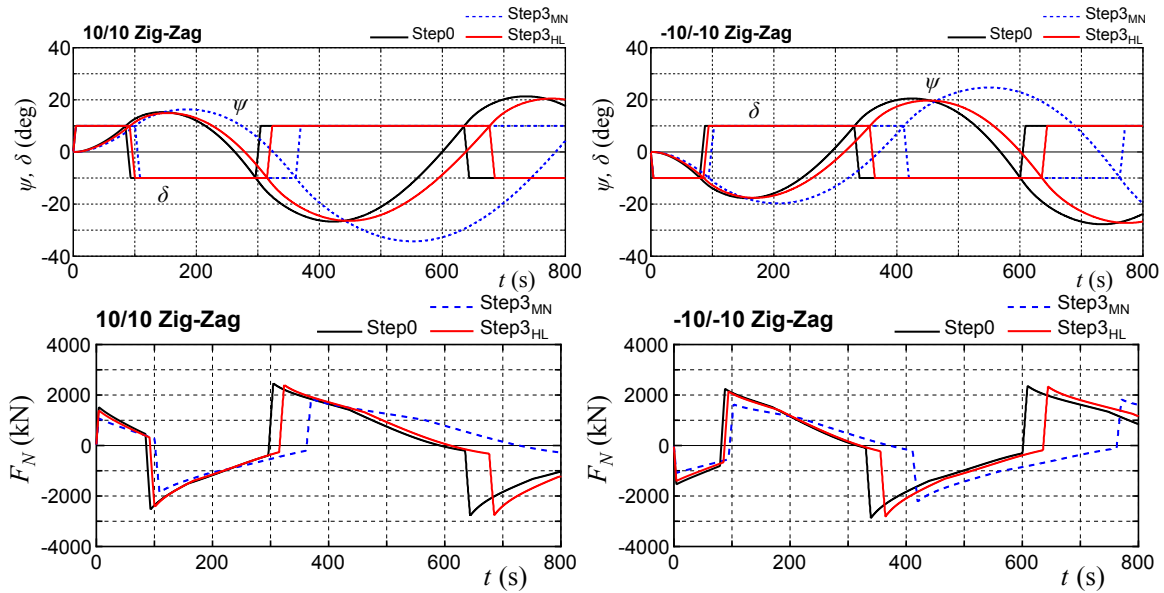 10/10 Zig-Zag
Step3MN
Step0
Step3HL
40
20
0
-20
-40
ψ, δ (deg)
ψ
δ
0
200
400
600
800
t (s)
-10/-10 Zig-Zag
Step3MN
Step0
Step3HL
40
20
0
-20
-40
ψ, δ (deg)
δ
ψ
0
200
400
600
800
t (s)
10/10 Zig-Zag
Step3MN
Step0
Step3HL
4000
2000
0
-2000
-4000
FN (kN)
0
200
400
600
800
t (s)
-10/-10 Zig-Zag
Step3MN
Step0
Step3HL
4000
2000
0
-2000
-4000
FN (kN)
0
200
400
600
800
t (s)